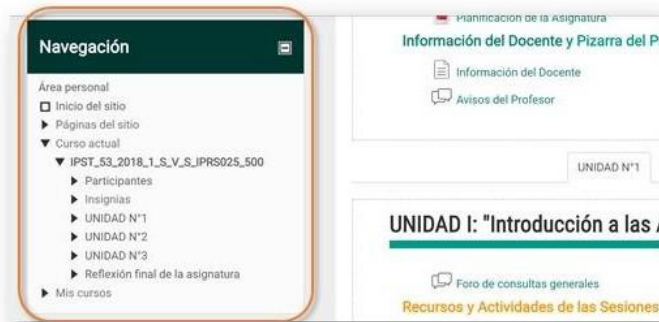 Navegación
Área personal
Inicio del sitio
Páginas del sitio
Curso actual
IPST_53_2018_1_S_V_S_IPRS025_500
Participantes
Insignias
UNIDAD N°1
UNIDAD N°2
UNIDAD N°3
Reflexión final de la asignatura
Mis cursos
Planificación de la Asignatura
Información del Docente y Pizarra del P
Información del Docente
Avisos del Profesor
UNIDAD N°1
UNIDAD I: "Introducción a las A
Foro de consultas generales
Recursos y Actividades de las Sesiones